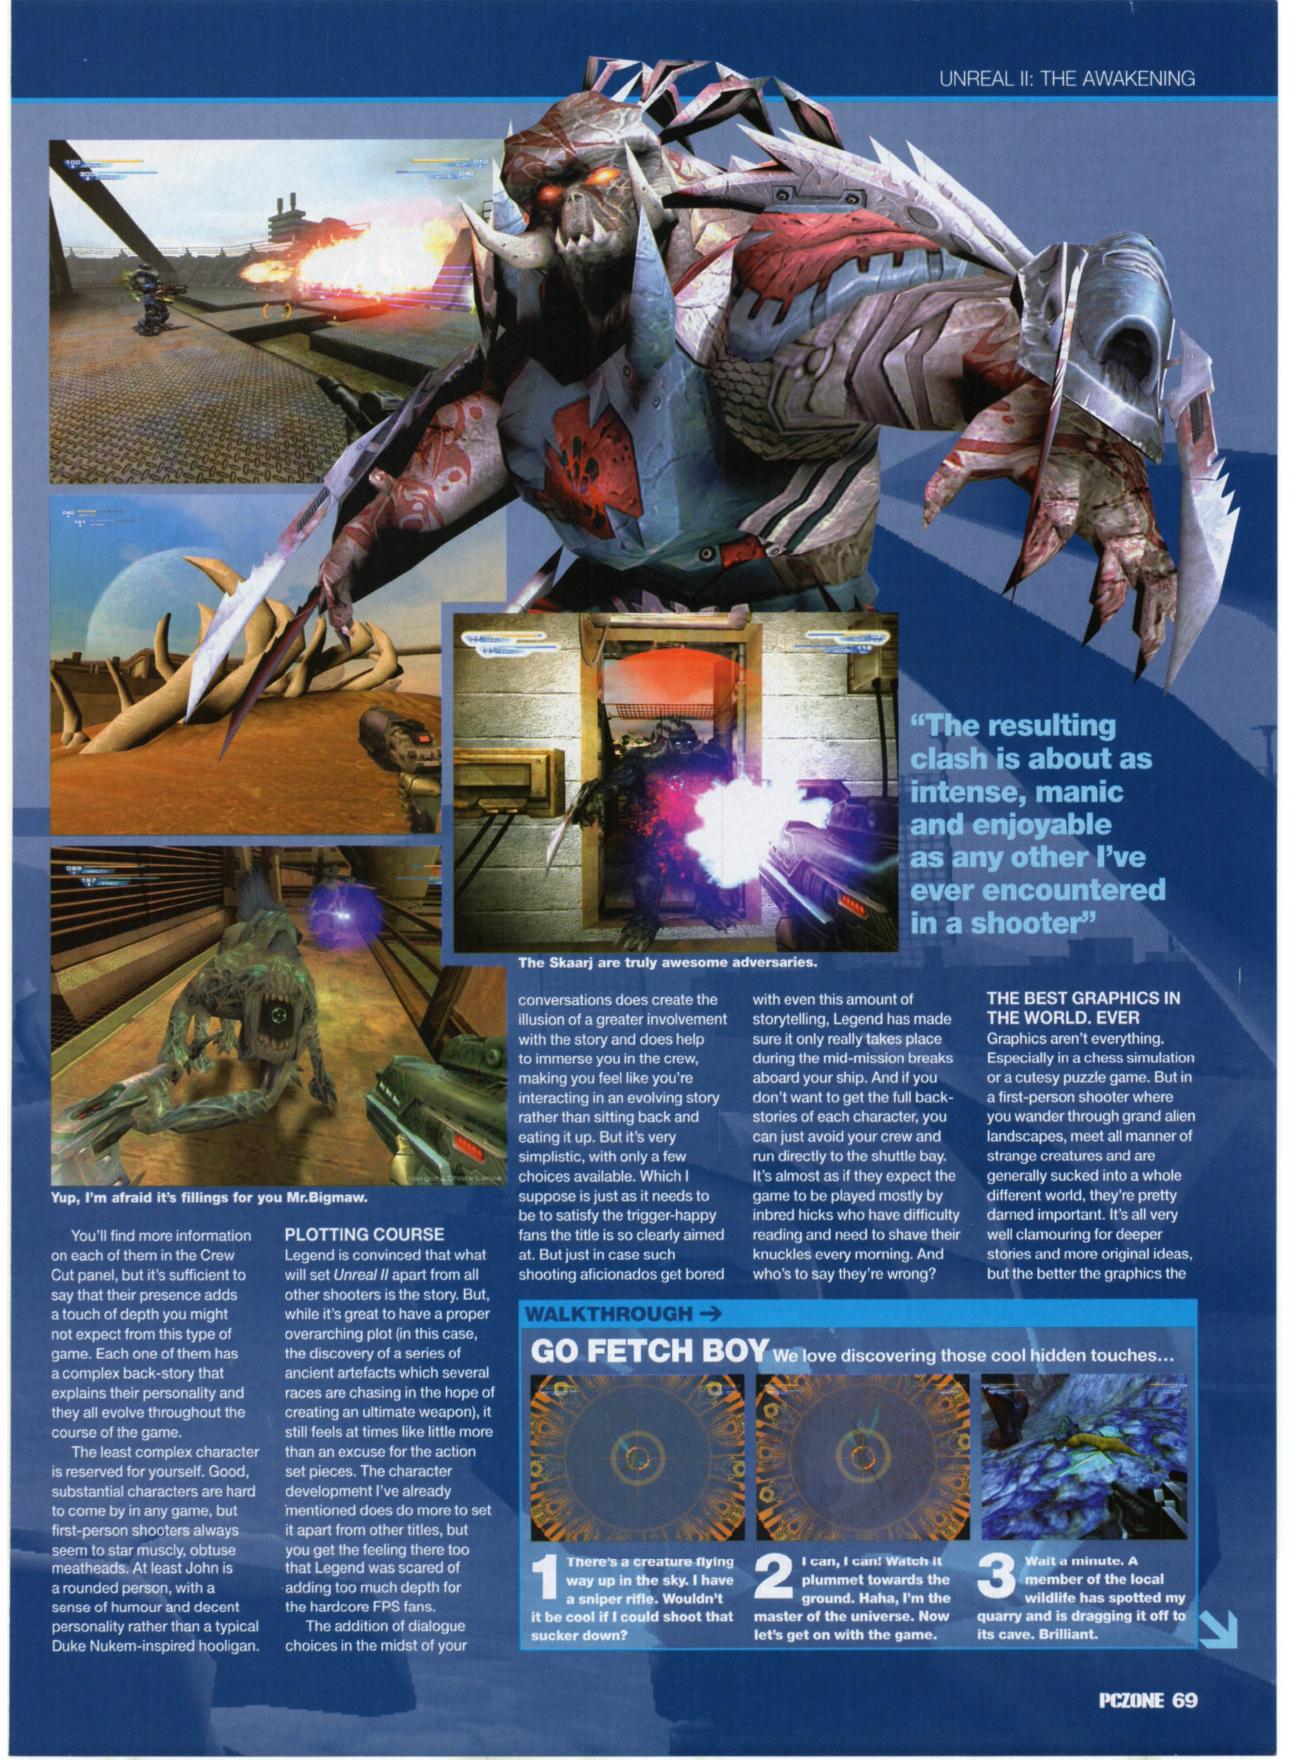 UNREAL II: THE AWAKENING
“The resulting
clash is about as
intense, manic
and enjoyable
as any other I’ve
ever encountered
in a shooter”
The Skaarj are truly awesome adversaries.
Yup, I’m afraid it’s fillings for you Mr.Bigmaw.
You’ll find more information
on each of them in the Crew
Cut panel, but it’s sufficient to
say that their presence adds
a touch of depth you might
not expect from this type of
game. Each one of them has
a complex back-story that
explains their personality and
they all evolve throughout the
course of the game.
The least complex character
is reserved for yourself. Good,
substantial characters are hard
to come by in any game, but
first-person shooters always
seem to star muscly, obtuse
meatheads. At least John is
a rounded person, with a
sense of humour and decent
personality rather than a typical
Duke Nukem-inspired hooligan.
PLOTTING COURSE
Legend is convinced that what
will set Unreal II apart from all
other shooters is the story. But,
while it’s great to have a proper
overarching plot (in this case,
the discovery of a series of
ancient artefacts which several
races are chasing in the hope of
creating an ultimate weapon), it
still feels at times like little more
than an excuse for the action
set pieces. The character
development I’ve already
mentioned does do more to set
it apart from other titles, but
you get the feeling there too
that Legend was scared of
adding too much depth for
the hardcore FPS fans.
The addition of dialogue
choices in the midst of your
conversations does create the
illusion of a greater involvement
with the story and does help
to immerse you in the crew,
making you feel like you’re
interacting in an evolving story
rather than sitting back and
eating it up. But it’s very
simplistic, with only a few
choices available. Which I
suppose is just as it needs to
be to satisfy the trigger-happy
fans the title is so clearly aimed
at. But just in case such
shooting aficionados get bored
with even this amount of
storytelling, Legend has made
sure it only really takes place
during the mid-mission breaks
aboard your ship. And if you
don’t want to get the full back-
stories of each character, you
can just avoid your crew and
run directly to the shuttle bay.
It’s almost as if they expect the
game to be played mostly by
inbred hicks who have difficulty
reading and need to shave their
knuckles every morning. And
who’s to say they’re wrong?
THE BEST GRAPHICS IN
THE WORLD. EVER
Graphics aren’t everything.
Especially in a chess simulation
or a cutesy puzzle game. But in
a first-person shooter where
you wander through grand alien
landscapes, meet all manner of
strange creatures and are
generally sucked into a whole
different world, they’re pretty
darned important. It’s all very
well clamouring for deeper
stories and more original ideas,
but the better the graphics the
WALKTHROUGH →
GO FETCH BOY We love discovering those cool hidden touches...
1 There’s a creature flying
way up in the sky. I have
a sniper rifle. Wouldn’t
it be cool if I could shoot that
sucker down?
2 I can, I can! Watch it
plummet towards the
ground. Haha, I’m the
master of the universe. Now
let’s get on with the game.
3 Wait a minute. A
member of the local
wildlife has spotted my
quarry and is dragging it off to
its cave. Brilliant.
PCZONE 69